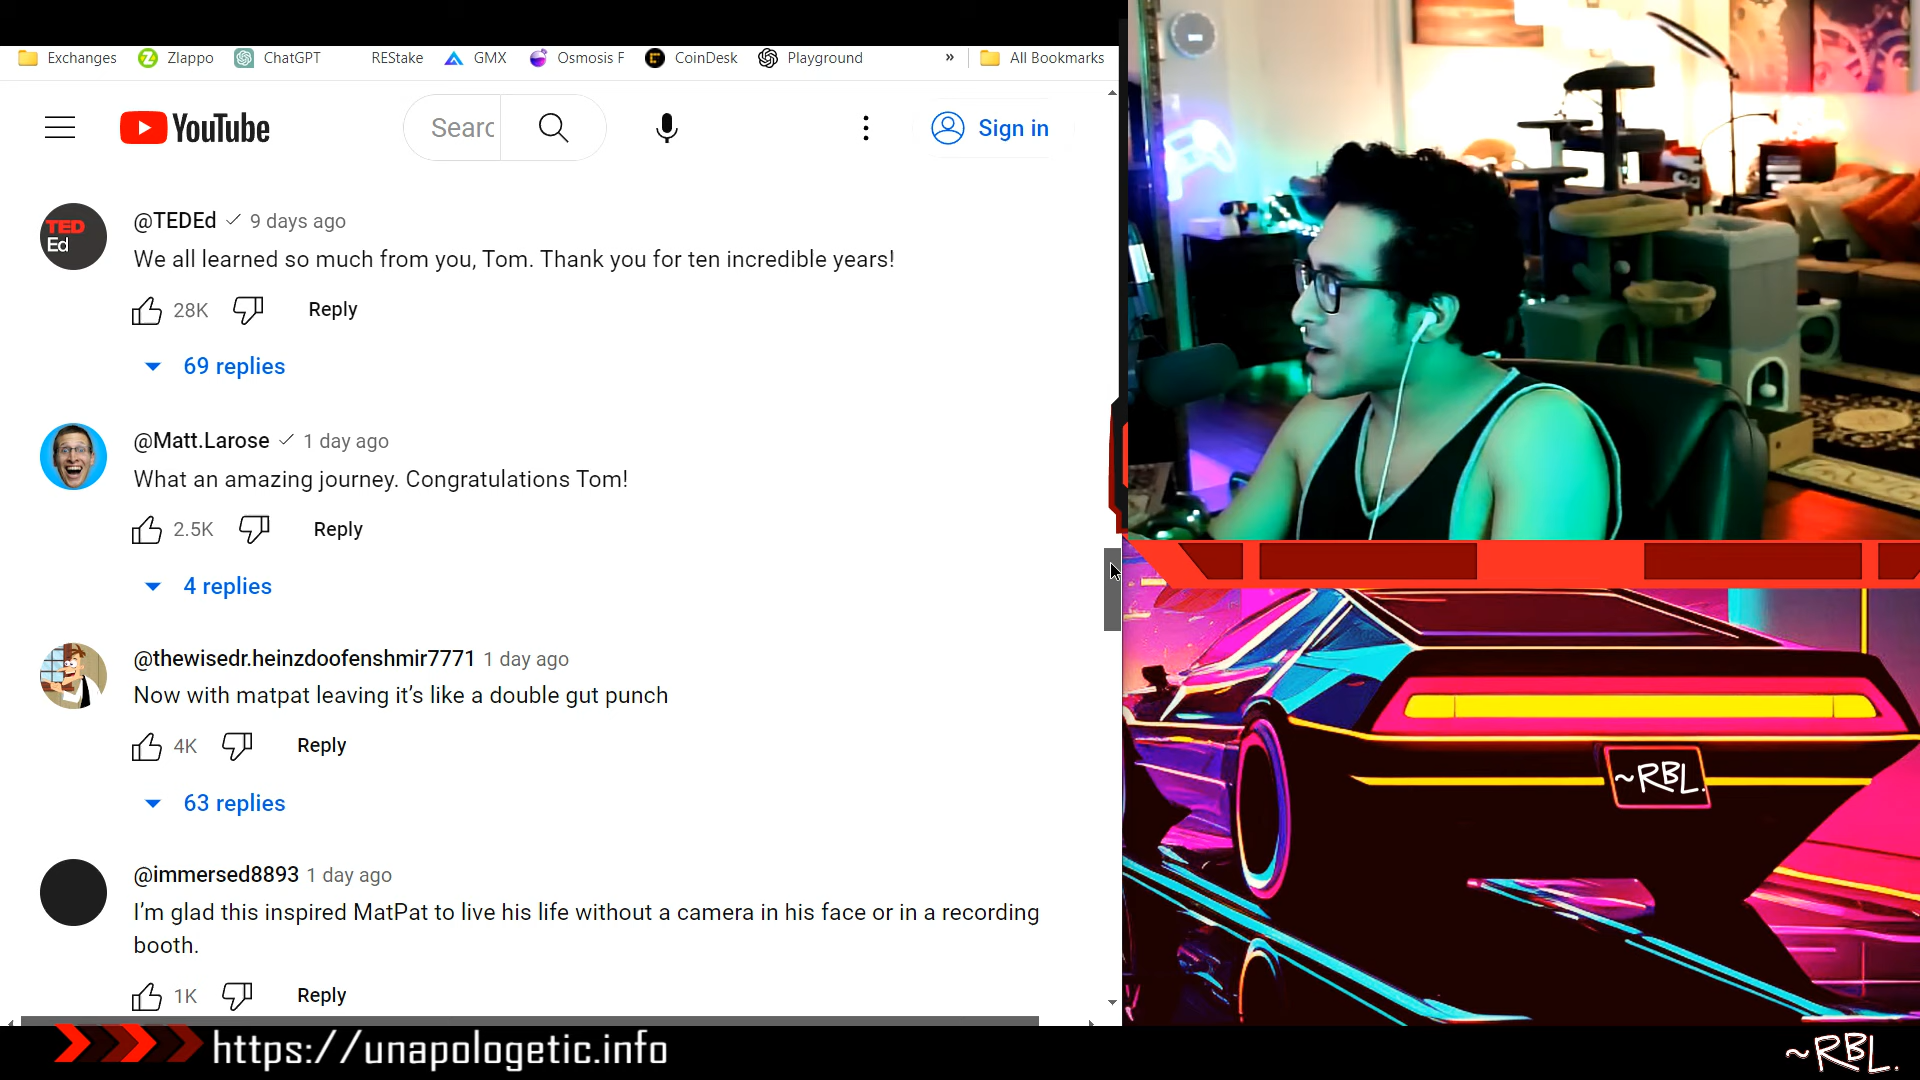 Exchanges Zlappo ChatGPT REStake GMX Osmosis F CoinDesk Playground » All Bookmarks
YouTube Searc Sign in
TED Ed
@TEDEd 9 days ago
We all learned so much from you, Tom. Thank you for ten incredible years!
28K Reply
69 replies
@Matt.Larose 1 day ago
What an amazing journey. Congratulations Tom!
2.5K Reply
4 replies
@thewisedr.heinzdoofenshmir7771 1 day ago
Now with matpat leaving it’s like a double gut punch
4K Reply
63 replies
@immersed8893 1 day ago
I’m glad this inspired MatPat to live his life without a camera in his face or in a recording
booth.
1K Reply
~RBL.
https://unapologetic.info
~RBL.